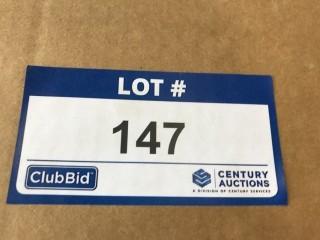 LOT #
147
ClubBid
CENTURY
AUCTIONS
A DIVISION OF CENTURY SERVICES